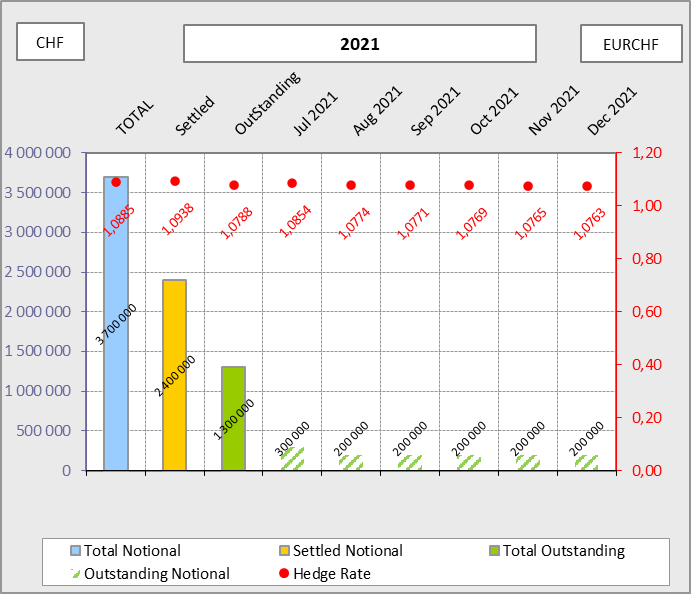 CHF
2021
EURCHF
TOTAL
Settled
OutStanding
Jul 2021
Aug 2021
Sep 2021
Oct 2021
Nov 2021
Dec 2021
4 000 000
3 500 000
3 000 000
2 500 000
2 000 000
1 500 000
1 000 000
500 000
0
1,20
1,00
0,80
0,60
0,40
0,20
0,00
1,0885
1,0938
1,0788
1,0854
1,0774
1,0771
1,0769
1,0765
1,0763
3 700 000
2 400 000
1 300 000
300 000
200 000
200 000
200 000
200 000
200 000
Total Notional
Settled Notional
Total Outstanding
Outstanding Notional
Hedge Rate